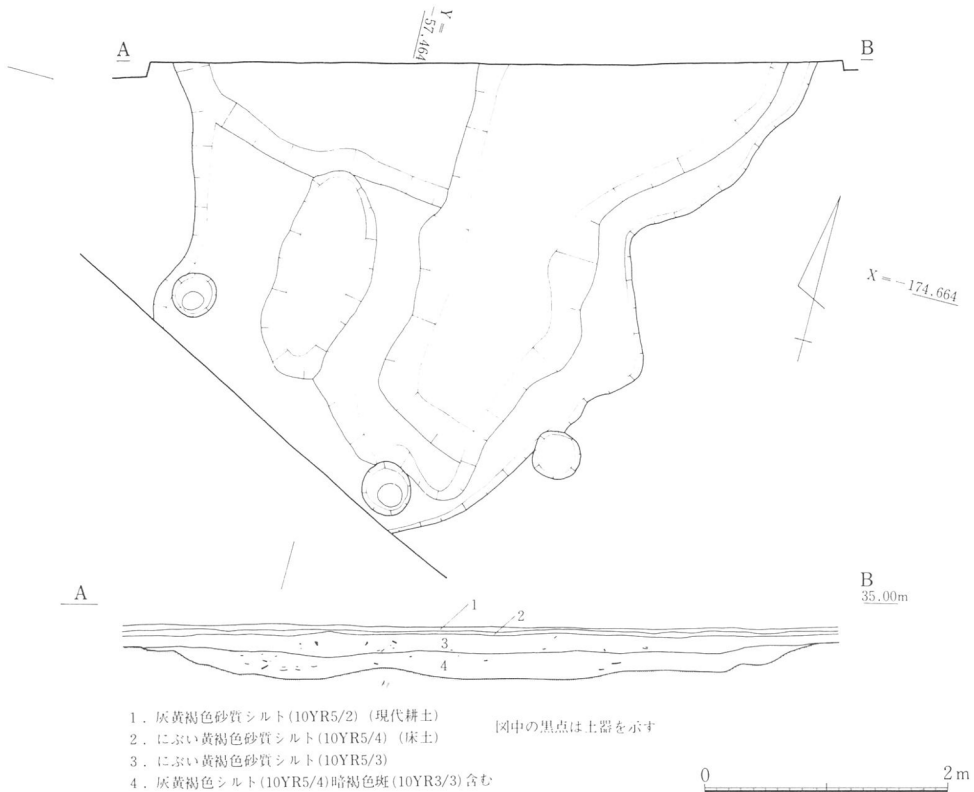 Y=
-57.464
A
B
X=-174.664
A
B
35.00m
1
2
3
4
1．灰黄褐色砂質シルト(10YR5/2) (現代耕土)
2．にぶい黄褐色砂質シルト(10YR5/4) (床土)
3．にぶい黄褐色砂質シルト(10YR5/3)
4．灰黄褐色シルト(10YR5/4)暗褐色斑(10YR3/3)含む
図中の黒点は土器を示す
0
2m